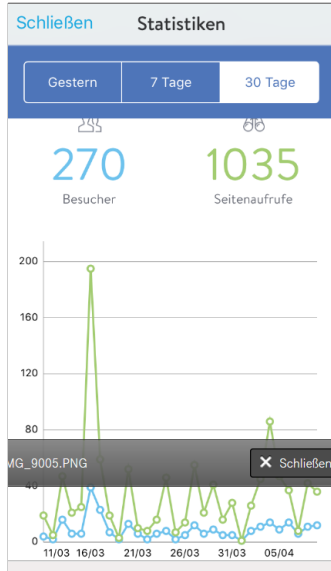 Schließen Statistiken
Gestern 7 Tage 30 Tage
270 1035
Besucher Seitenaufrufe
200
160
120
80
MG_9005.PNG × Schließen
40
0
11/03 16/03 21/03 26/03 31/03 05/04